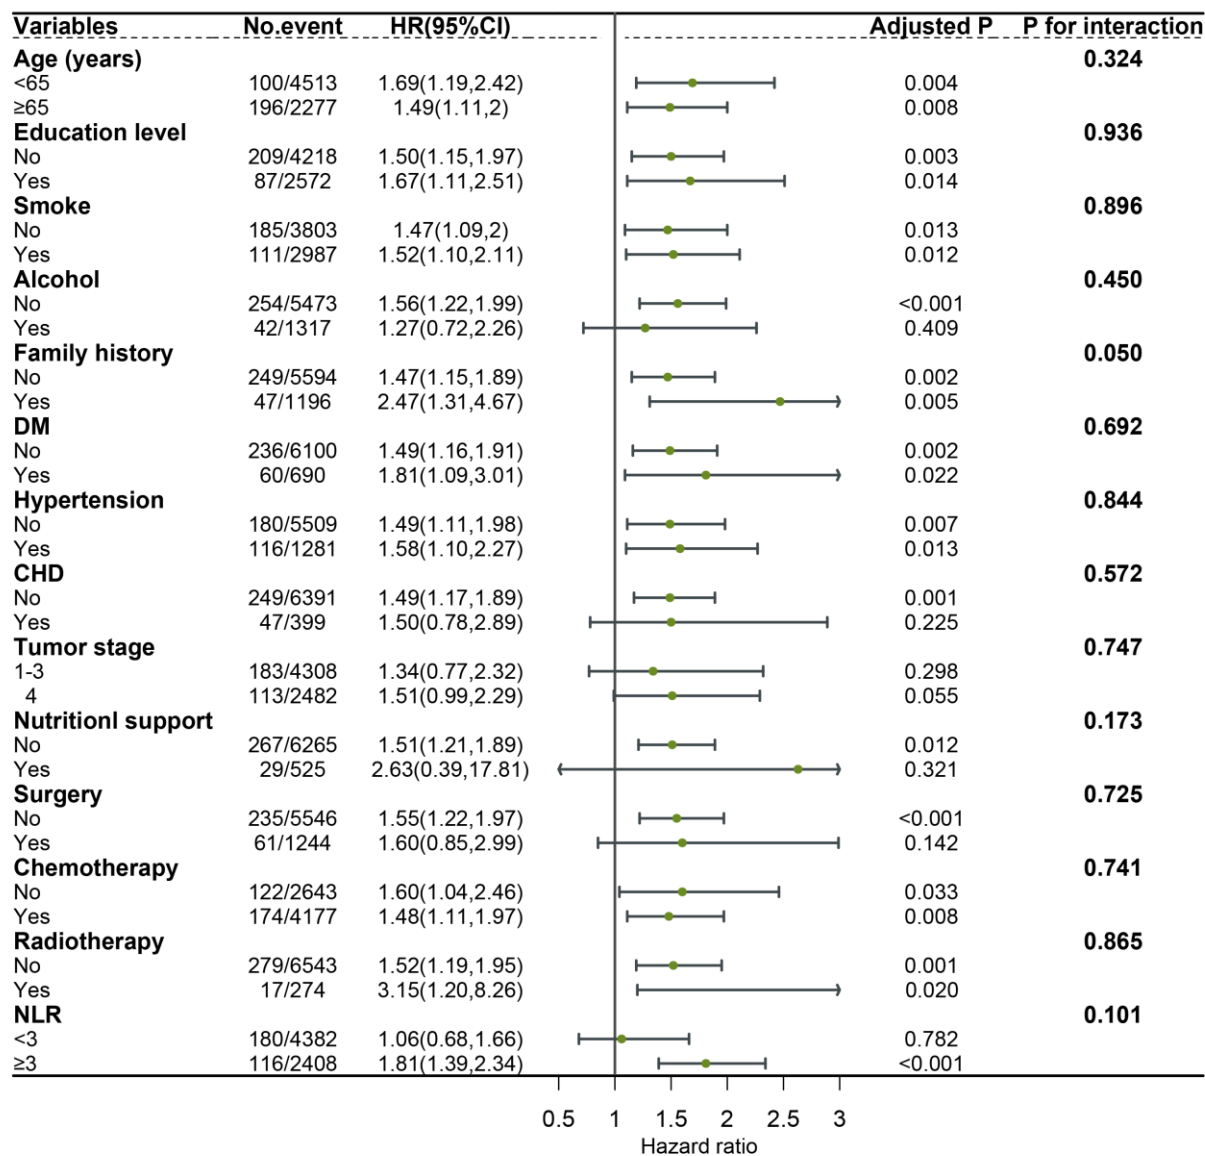 Variables No.event HR(95%CI) Adjusted P P for interaction
Age (years) 0.324
<65 100/4513 1.69(1.19,2.42) 0.004
≥65 196/2277 1.49(1.11,2) 0.008
Education level 0.936
No 209/4218 1.50(1.15,1.97) 0.003
Yes 87/2572 1.67(1.11,2.51) 0.014
Smoke 0.896
No 185/3803 1.47(1.09,2) 0.013
Yes 111/2987 1.52(1.10,2.11) 0.012
Alcohol 0.450
No 254/5473 1.56(1.22,1.99) <0.001
Yes 42/1317 1.27(0.72,2.26) 0.409
Family history 0.050
No 249/5594 1.47(1.15,1.89) 0.002
Yes 47/1196 2.47(1.31,4.67) 0.005
DM 0.692
No 236/6100 1.49(1.16,1.91) 0.002
Yes 60/690 1.81(1.09,3.01) 0.022
Hypertension 0.844
No 180/5509 1.49(1.11,1.98) 0.007
Yes 116/1281 1.58(1.10,2.27) 0.013
CHD 0.572
No 249/6391 1.49(1.17,1.89) 0.001
Yes 47/399 1.50(0.78,2.89) 0.225
Tumor stage 0.747
1-3 183/4308 1.34(0.77,2.32) 0.298
4 113/2482 1.51(0.99,2.29) 0.055
Nutritionl support 0.173
No 267/6265 1.51(1.21,1.89) 0.012
Yes 29/525 2.63(0.39,17.81) 0.321
Surgery 0.725
No 235/5546 1.55(1.22,1.97) <0.001
Yes 61/1244 1.60(0.85,2.99) 0.142
Chemotherapy 0.741
No 122/2643 1.60(1.04,2.46) 0.033
Yes 174/4177 1.48(1.11,1.97) 0.008
Radiotherapy 0.865
No 279/6543 1.52(1.19,1.95) 0.001
Yes 17/274 3.15(1.20,8.26) 0.020
NLR 0.101
<3 180/4382 1.06(0.68,1.66) 0.782
≥3 116/2408 1.81(1.39,2.34) <0.001
0.5 1 1.5 2 2.5 3
Hazard ratio